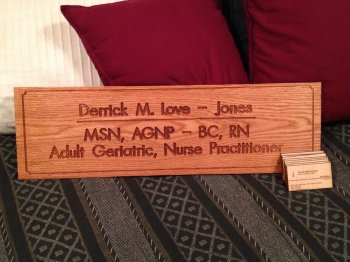 Derrick M. Love - Jones
MSN, AGNP - BC, RN
Adult Geriatric, Nurse Practitioner